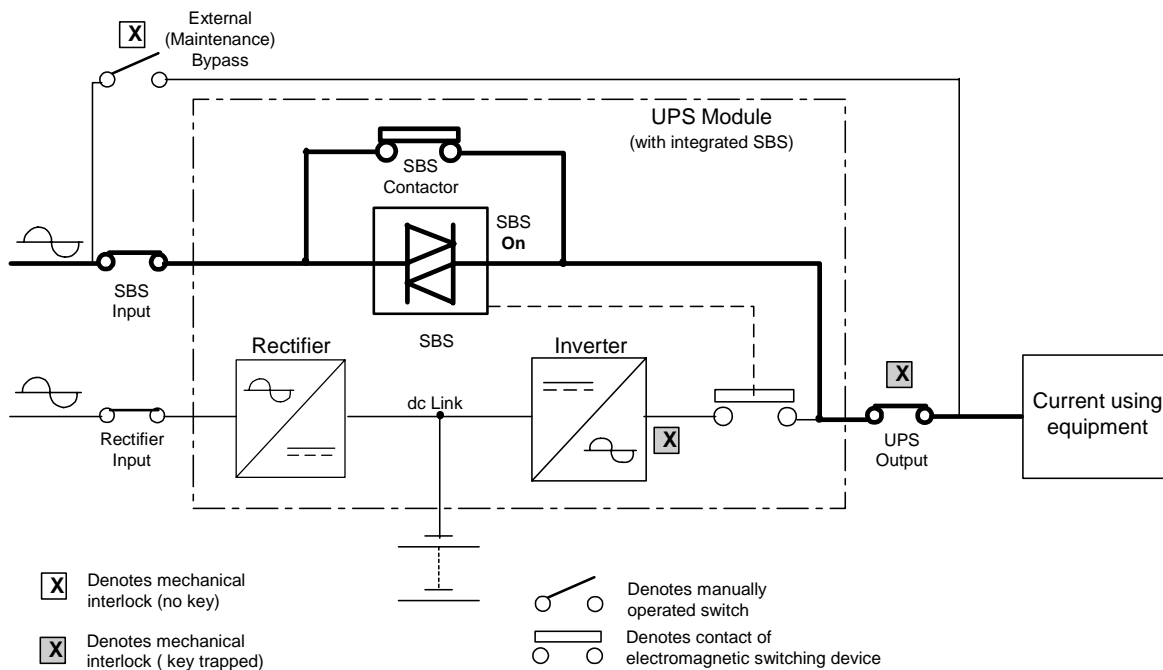 X
External
(Maintenance)
Bypass
UPS Module
(with integrated SBS)
SBS
Contactor
SBS
On
SBS
Input
SBS
Rectifier
Inverter
X
dc Link
X
Rectifier
Input
UPS
Output
Current using
equipment
X
Denotes mechanical
interlock (no key)
X
Denotes mechanical
interlock ( key trapped)
Denotes manually
operated switch
Denotes contact of
electromagnetic switching device